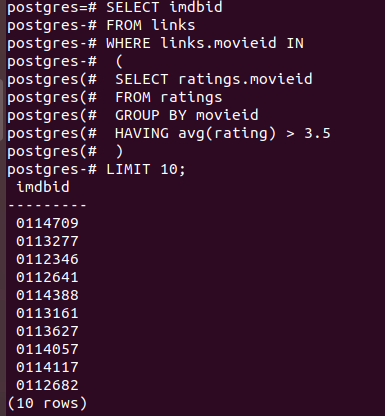 postgres=# SELECT imdbid
postgres-# FROM links
postgres-# WHERE links.movieid IN
postgres-#  (
postgres(#  SELECT ratings.movieid
postgres(#  FROM ratings
postgres(#  GROUP BY movieid
postgres(#  HAVING avg(rating) > 3.5
postgres(#  )
postgres-# LIMIT 10;
 imdbid
---------
 0114709
 0113277
 0112346
 0112641
 0114388
 0113161
 0113627
 0114057
 0114117
 0112682
(10 rows)